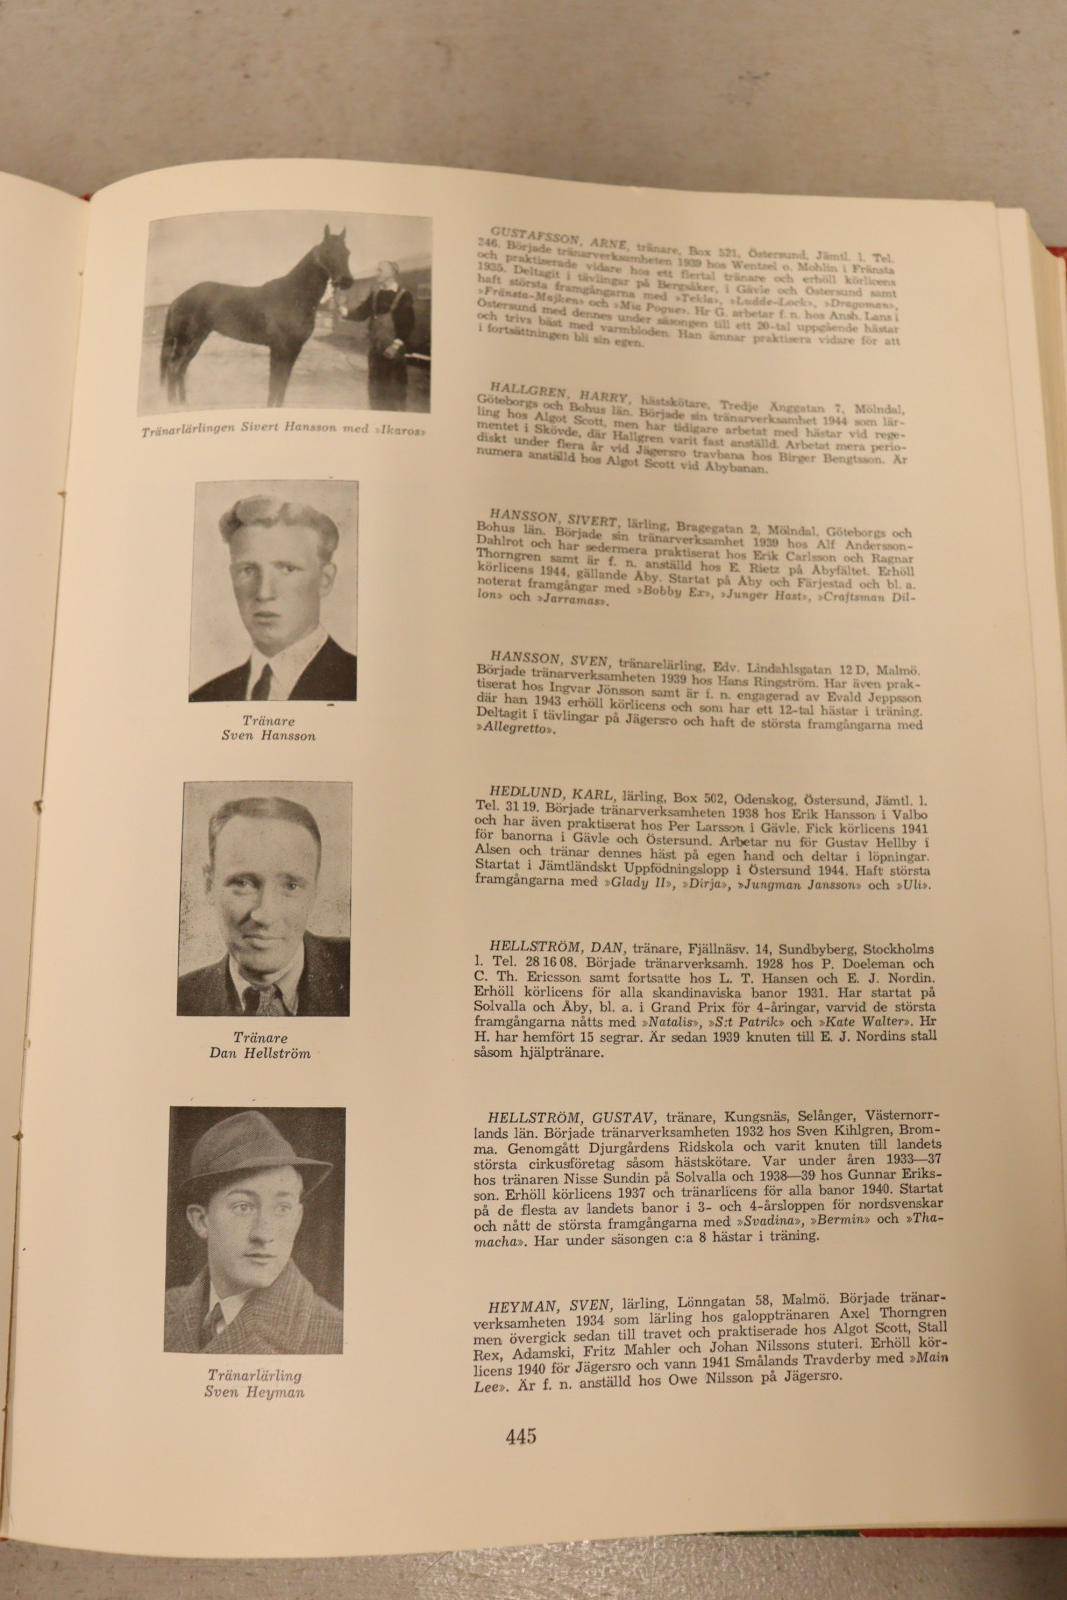 Tränarlärlingen Sivert Hansson med »Ikaros»
Tränare
Sven Hansson
Tränare
Dan Hellström
Tränarlärling
Sven Heyman
GUSTAFSSON, ARNE, tränare, Box 521, Östersund, Jämtl. l. Tel.
246. Började tränarverksamheten 1939 hos Wentzel o. Mohlin i Fränsta
och praktiserade vidare hos ett flertal tränare och erhöll körlicens
1935. Deltagit i tävlingar på Bergsåker, i Gävle och Östersund samt
haft största framgångarna med »Tekla», »Ludde-Lock», »Dragoman»,
»Fränsta-Majken» och »Mia Pogue». Hr G. arbetar f. n. hos Ansh. Lans i
Östersund med dennes under säsongen till ett 20-tal uppgående hästar
och trivs bäst med varmbloden. Han ämnar praktisera vidare för att
i fortsättningen bli sin egen.
HALLGREN, HARRY, hästskötare, Tredje Änggatan 7, Mölndal,
Göteborgs och Bohus län. Började sin tränarverksamhet 1944 som lär-
ling hos Algot Scott, men har tidigare arbetat med hästar vid rege-
mentet i Skövde, där Hallgren varit fast anställd. Arbetat mera perio-
diskt under flera år vid Jägersro travbana hos Birger Bengtsson. Är
numera anställd hos Algot Scott vid Åbybanan.
HANSSON, SIVERT, lärling, Bragegatan 2, Mölndal, Göteborgs och
Bohus län. Började sin tränarverksamhet 1939 hos Alf Andersson-
Dahlrot och har sedermera praktiserat hos Erik Carlsson och Ragnar
Thorngren samt är f. n. anställd hos E. Rietz på Åbyfältet. Erhöll
körlicens 1944, gällande Åby. Startat på Åby och Färjestad och bl. a.
noterat framgångar med »Bobby Ex», »Junger Hast», »Craftsman Dil-
lon» och »Jarramas».
HANSSON, SVEN, tränarelärling, Edv. Lindahlsgatan 12 D, Malmö.
Började tränarverksamheten 1939 hos Hans Ringström. Har även prak-
tiserat hos Ingvar Jönsson samt är f. n. engagerad av Evald Jeppsson
där han 1943 erhöll körlicens och som har ett 12-tal hästar i träning.
Deltagit i tävlingar på Jägersro och haft de största framgångarna med
»Allegretto».
HEDLUND, KARL, lärling, Box 502, Odenskog, Östersund, Jämtl. l.
Tel. 31 19. Började tränarverksamheten 1938 hos Erik Hansson i Valbo
och har även praktiserat hos Per Larsson i Gävle. Fick körlicens 1941
för banorna i Gävle och Östersund. Arbetar nu för Gustav Hellby i
Alsen och tränar dennes häst på egen hand och deltar i löpningar.
Startat i Jämtländskt Uppfödningslopp i Östersund 1944. Haft största
framgångarna med »Glady II», »Dirja», »Jungman Jansson» och »Uli».
HELLSTRÖM, DAN, tränare, Fjällnäsv. 14, Sundbyberg, Stockholms
l. Tel. 28 16 08. Började tränarverksamh. 1928 hos P. Doeleman och
C. Th. Ericsson samt fortsatte hos L. T. Hansen och E. J. Nordin.
Erhöll körlicens för alla skandinaviska banor 1931. Har startat på
Solvalla och Åby, bl. a. i Grand Prix för 4-åringar, varvid de största
framgångarna nåtts med »Natalis», »S:t Patrik» och »Kate Walter». Hr
H. har hemfört 15 segrar. Är sedan 1939 knuten till E. J. Nordins stall
såsom hjälptränare.
HELLSTRÖM, GUSTAV, tränare, Kungsnäs, Selånger, Västernorr-
lands län. Började tränarverksamheten 1932 hos Sven Kihlgren, Brom-
ma. Genomgått Djurgårdens Ridskola och varit knuten till landets
största cirkusföretag såsom hästskötare. Var under åren 1933—37
hos tränaren Nisse Sundin på Solvalla och 1938—39 hos Gunnar Eriks-
son. Erhöll körlicens 1937 och tränarlicens för alla banor 1940. Startat
på de flesta av landets banor i 3- och 4-årsloppen för nordsvenskar
och nått de största framgångarna med »Svadina», »Bermin» och »Tha-
macha». Har under säsongen c:a 8 hästar i träning.
HEYMAN, SVEN, lärling, Lönngatan 58, Malmö. Började tränar-
verksamheten 1934 som lärling hos galopptränaren Axel Thorngren
men övergick sedan till travet och praktiserade hos Algot Scott, Stall
Rex, Adamski, Fritz Mahler och Johan Nilssons stuteri. Erhöll kör-
licens 1940 för Jägersro och vann 1941 Smålands Travderby med »Main
Lee». Är f. n. anställd hos Owe Nilsson på Jägersro.
445